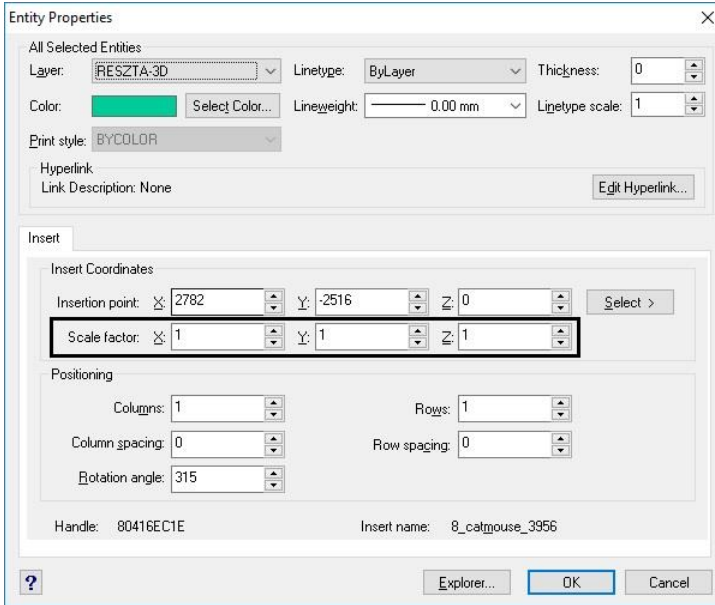 Entity Properties
All Selected Entities
Layer: RESZTA-3D Linetype: ByLayer Thickness: 0
Color: Select Color... Lineweight: 0.00 mm Linetype scale: 1
Print style: BYCOLOR
Hyperlink
Link Description: None Edit Hyperlink...
Insert
Insert Coordinates
Insertion point: X: 2782 Y: -2516 Z: 0 Select >
Scale factor: X: 1 Y: 1 Z: 1
Positioning
Columns: 1 Rows: 1
Column spacing: 0 Row spacing: 0
Rotation angle: 315
Handle: 80416EC1E Insert name: 8_catmouse_3956
? Explorer... OK Cancel